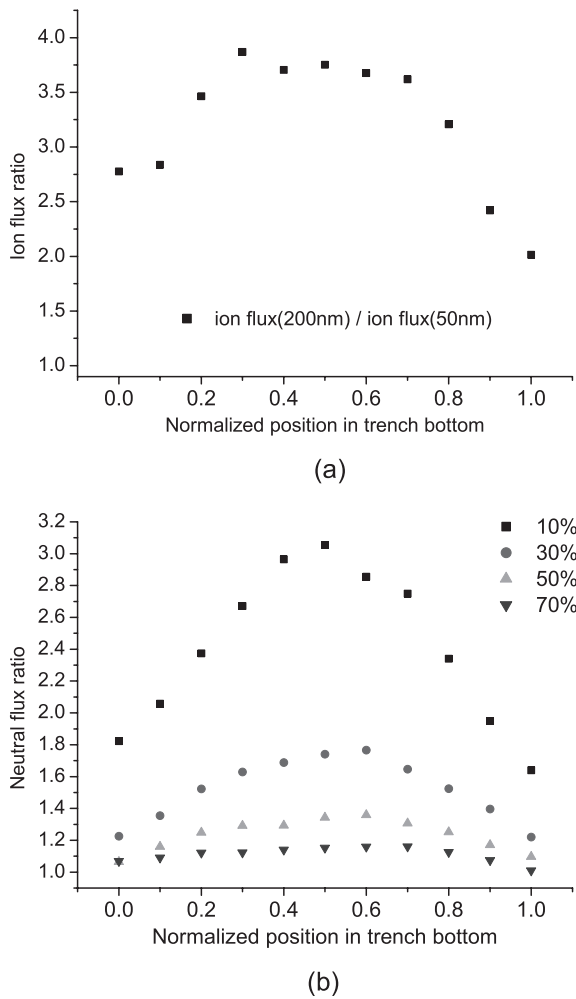 4.0
3.5
3.0
2.5
2.0
1.5
1.0
Ion flux ratio
ion flux(200nm) / ion flux(50nm)
0.0 0.2 0.4 0.6 0.8 1.0
Normalized position in trench bottom
(a)
3.2
3.0
2.8
2.6
2.4
2.2
2.0
1.8
1.6
1.4
1.2
1.0
Neutral flux ratio
10%
30%
50%
70%
0.0 0.2 0.4 0.6 0.8 1.0
Normalized position in trench bottom
(b)